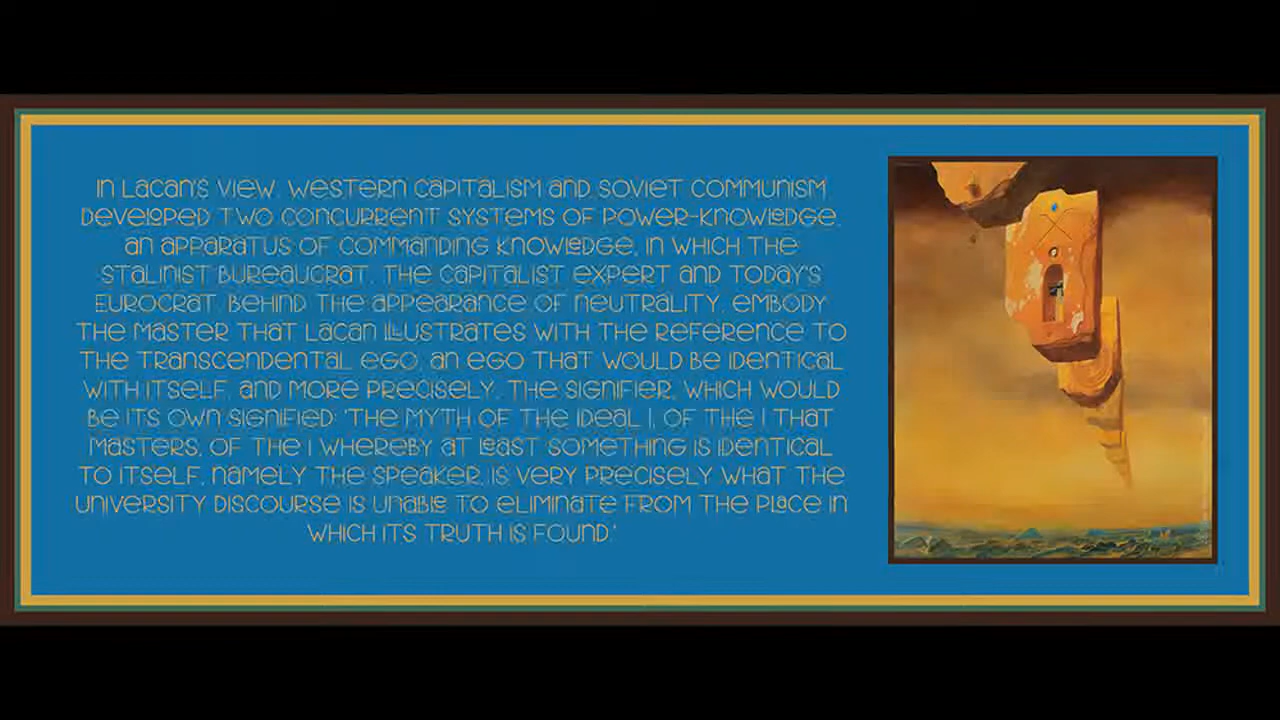 In Lacan's view, Western capitalism and Soviet communism
developed two concurrent systems of power-knowledge,
an apparatus of commanding knowledge, in which the
Stalinist bureaucrat, the capitalist expert and today's
Eurocrat, behind the appearance of neutrality, embody
the master that Lacan illustrates with the reference to
the transcendental ego, an ego that would be identical
with itself, and more precisely, the signifier, which would
be its own signified: 'The myth of the ideal I, of the I that
masters, of the I whereby at least something is identical
to itself, namely the speaker, is very precisely what the
university discourse is unable to eliminate from the place in
which its truth is found.'